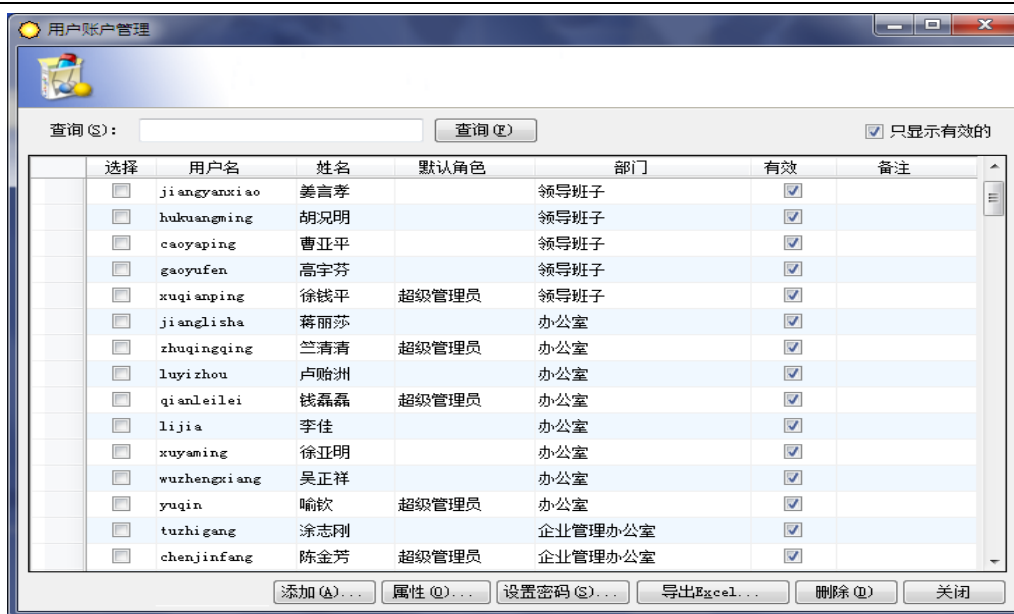 用户账户管理
查询(S): 查询(F) 只显示有效的
选择 用户名 姓名 默认角色 部门 有效 备注
jiangyanxiao 姜言孝 领导班子
hukuangming 胡况明 领导班子
caoyaping 曹亚平 领导班子
gaoyufen 高宇芬 领导班子
xuqianping 徐钱平 超级管理员 领导班子
jianglisha 蒋丽莎 办公室
zhuqingqing 竺清清 超级管理员 办公室
luyizhou 卢贻洲 办公室
qianleilei 钱磊磊 超级管理员 办公室
lijia 李佳 办公室
xuyaming 徐亚明 办公室
wuzhengxiang 吴正祥 办公室
yuqin 喻钦 超级管理员 办公室
tuzhigang 涂志刚 企业管理办公室
chenjinfang 陈金芳 超级管理员 企业管理办公室
添加(A)... 属性(O)... 设置密码(S)... 导出Excel... 删除(D) 关闭